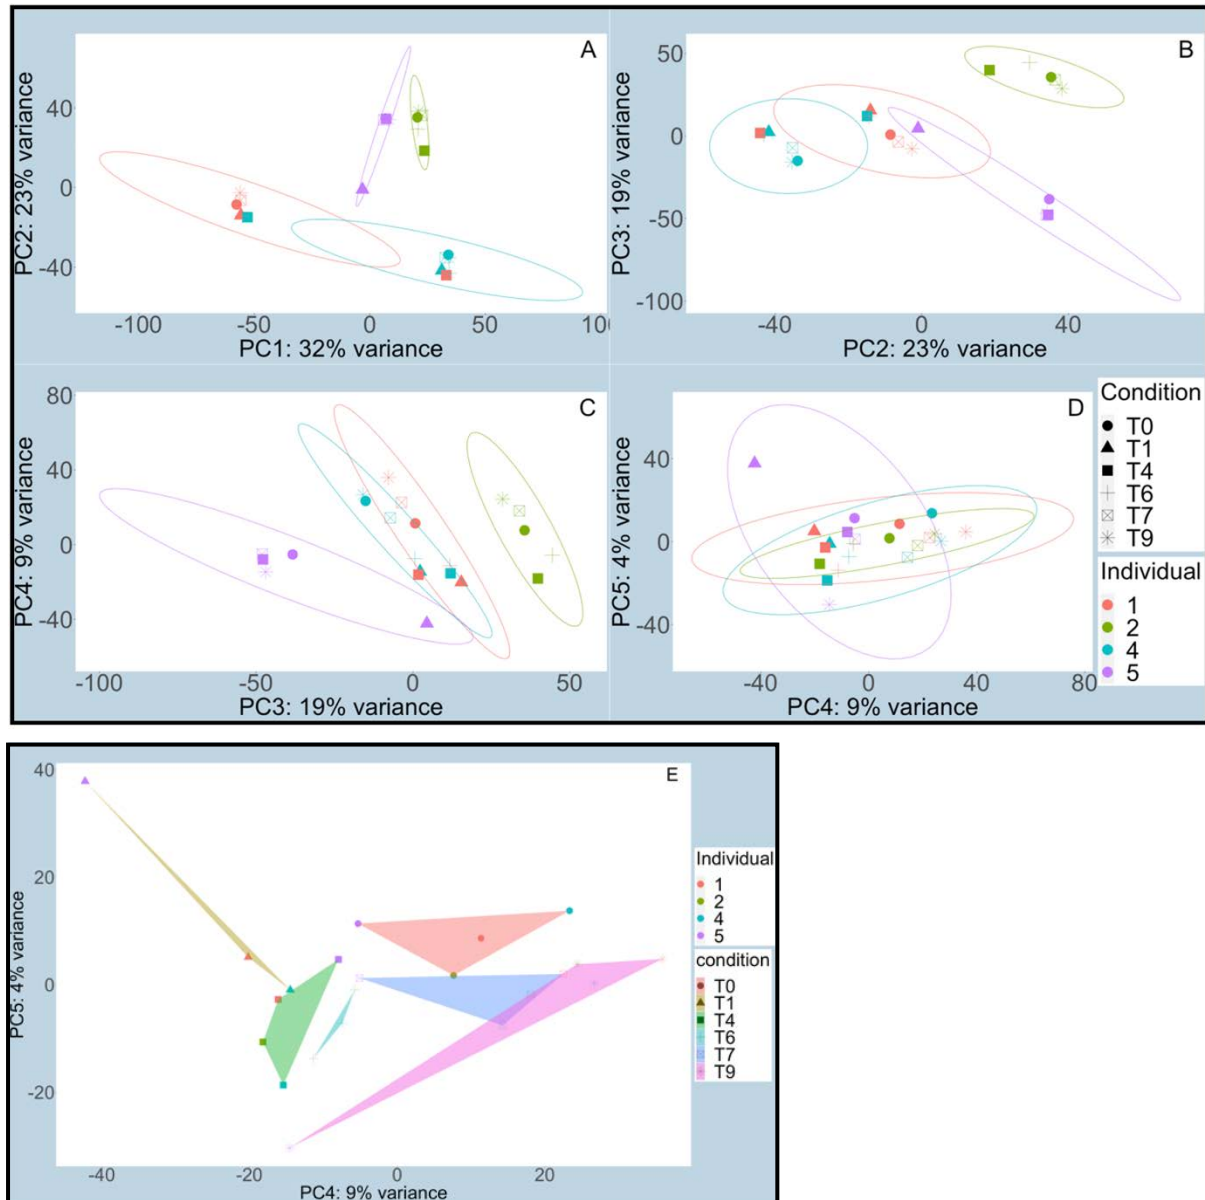 A
PC2: 23% variance
40
0
-40
-100
-50
0
50
10
PC1: 32% variance
B
PC3: 19% variance
50
0
-50
-100
-40
0
40
PC2: 23% variance
C
PC4: 9% variance
80
40
0
-40
-100
-50
0
50
PC3: 19% variance
D
PC5: 4% variance
40
0
-40
-40
0
40
80
PC4: 9% variance
Condition
T0
T1
T4
T6
T7
T9
Individual
1
2
4
5
E
PC5: 4% variance
40
20
0
-20
-40
-20
0
20
PC4: 9% variance
Individual
1
2
4
5
condition
T0
T1
T4
T6
T7
T9